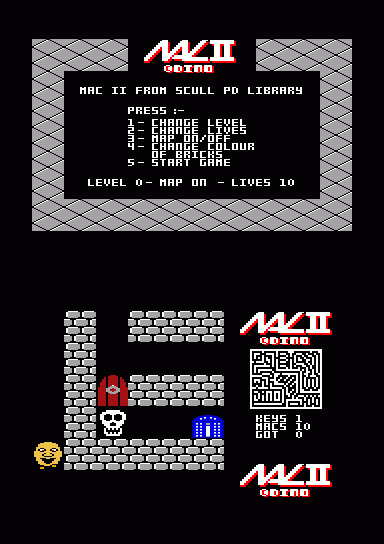 MAC II
©DINO
MAC II FROM SCULL PD LIBRARY
PRESS :-
1- CHANGE LEVEL
2- CHANGE LIVES
3- MAP ON/OFF
4- CHANGE COLOUR
OF BRICKS
5- START GAME
LEVEL 0- MAP ON - LIVES 10
MAC II
©DINO
KEYS 1
MACS 10
GOT 0
MAC II
©DINO